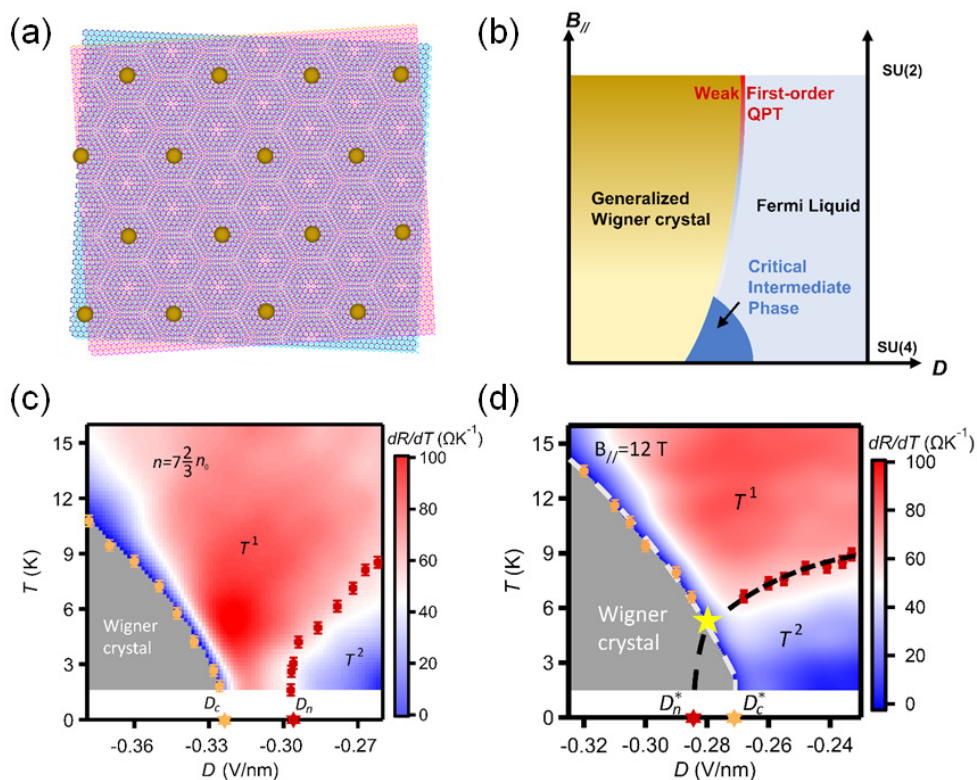 (a)
(b)
B//
SU(2)
Weak First-order
QPT
Generalized
Wigner crystal
Fermi Liquid
Critical
Intermediate
Phase
SU(4)
D
(c)
(d)
dR/dT (ΩK⁻¹)
n=7 2/3 n₀
T¹
Wigner
crystal
T²
D_c
D_n
T (K)
15
12
9
6
3
0
-0.36
-0.33
-0.30
-0.27
D (V/nm)
100
80
60
40
20
0
dR/dT (ΩK⁻¹)
B//=12 T
T¹
Wigner
crystal
T²
D_n*
D_c*
T (K)
15
12
9
6
3
0
-0.32
-0.30
-0.28
-0.26
-0.24
D (V/nm)
100
80
60
40
20
0